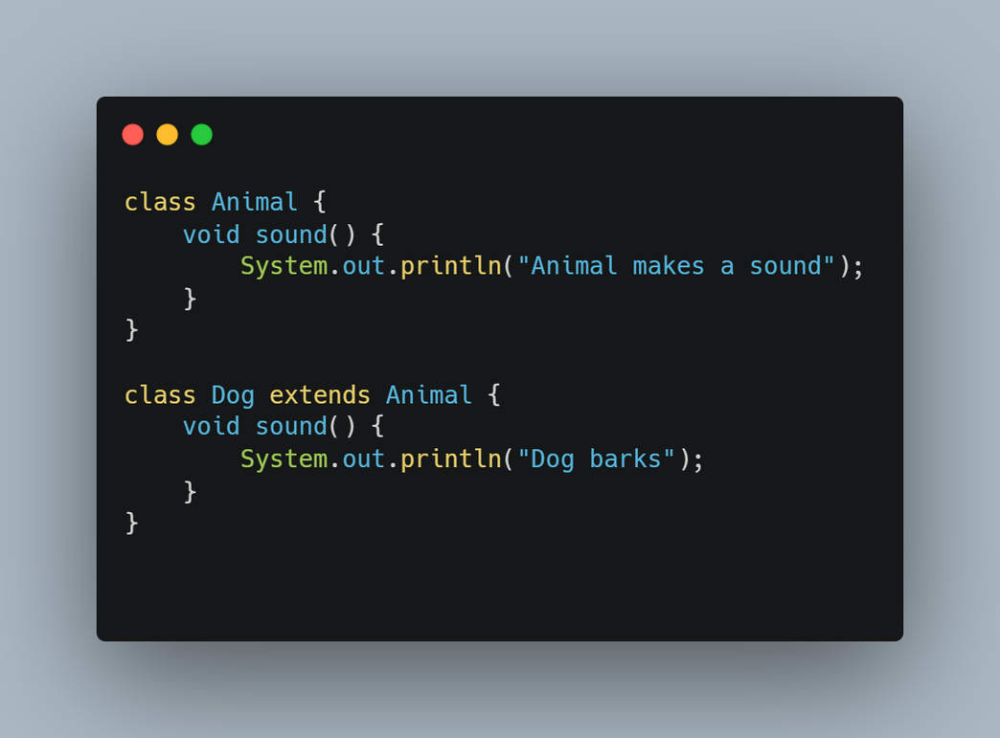 class Animal {
    void sound() {
        System.out.println("Animal makes a sound");
    }
}

class Dog extends Animal {
    void sound() {
        System.out.println("Dog barks");
    }
}